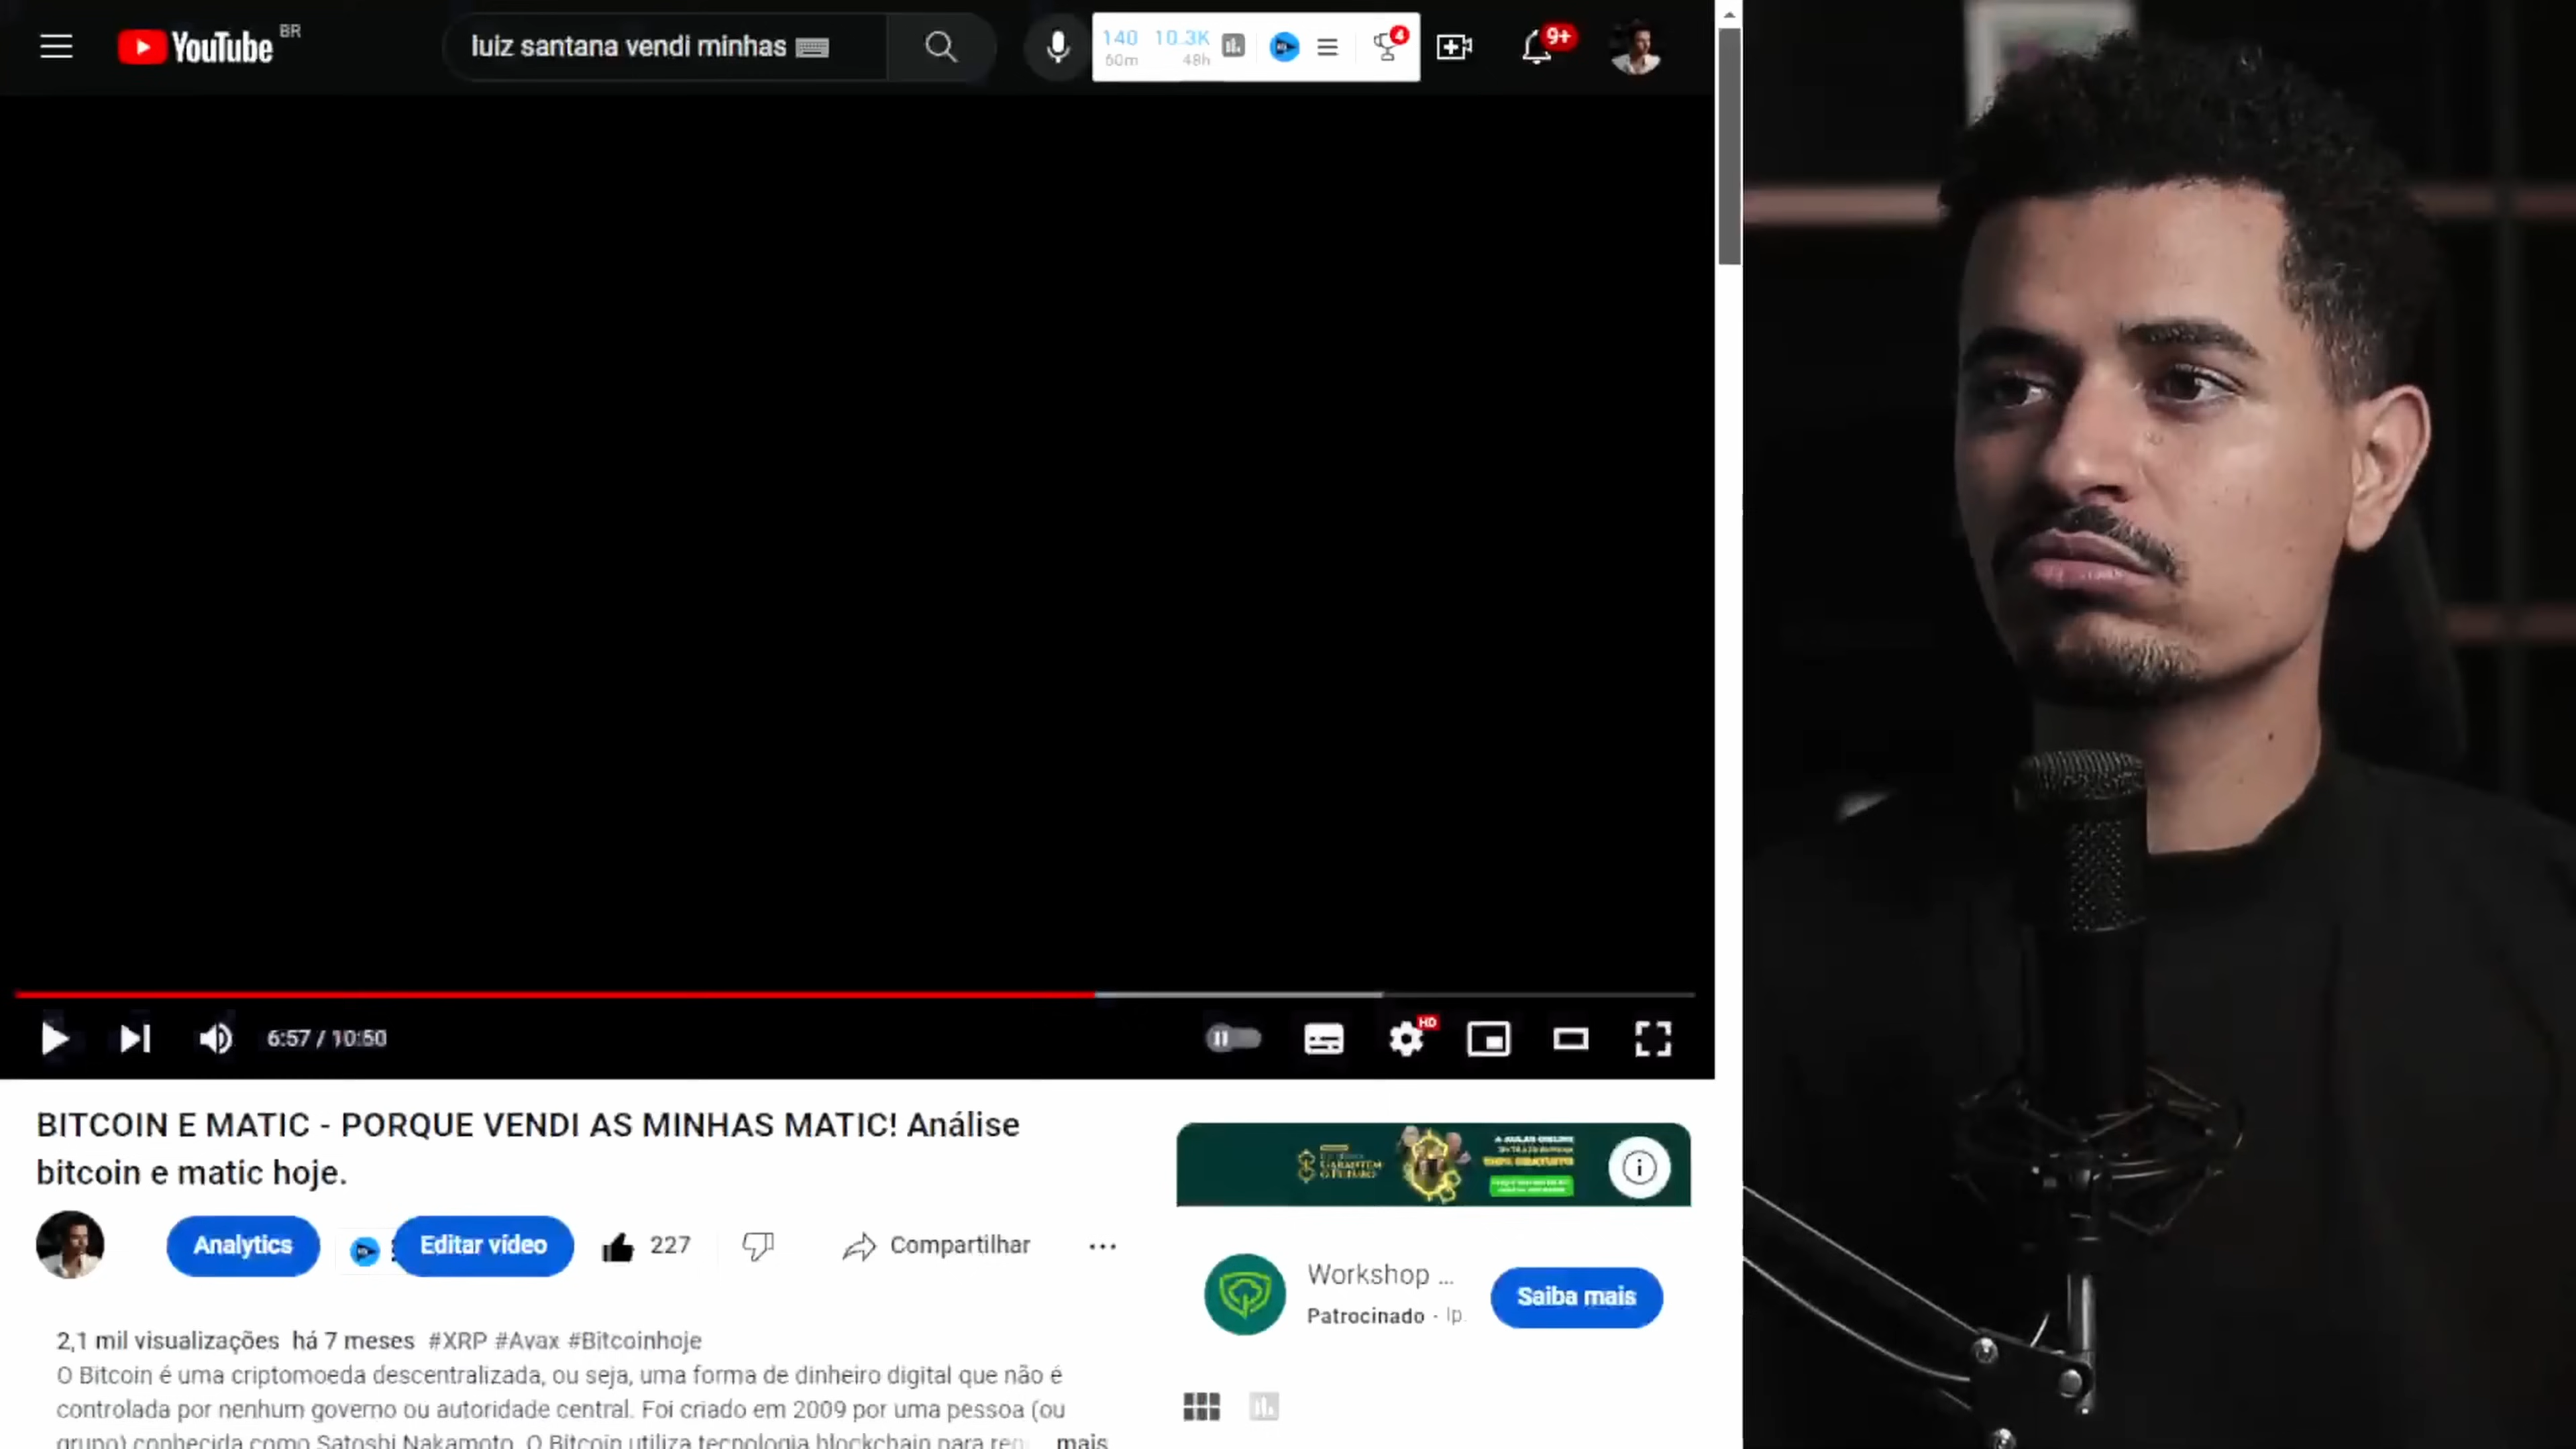 YouTube BR
luiz santana vendi minhas
140 10.3K
60m 48h
4
9+
HD
6:57 / 10:50
BITCOIN E MATIC - PORQUE VENDI AS MINHAS MATIC! Análise
bitcoin e matic hoje.
Analytics
Editar vídeo
227
Compartilhar
2,1 mil visualizações há 7 meses #XRP #Avax #Bitcoinhoje
O Bitcoin é uma criptomoeda descentralizada, ou seja, uma forma de dinheiro digital que não é
controlada por nenhum governo ou autoridade central. Foi criado em 2009 por uma pessoa (ou
grupo) conhecida como Satoshi Nakamoto. O Bitcoin utiliza tecnologia blockchain para mais
100% GRATUITO
Workshop ...
Patrocinado
Saiba mais